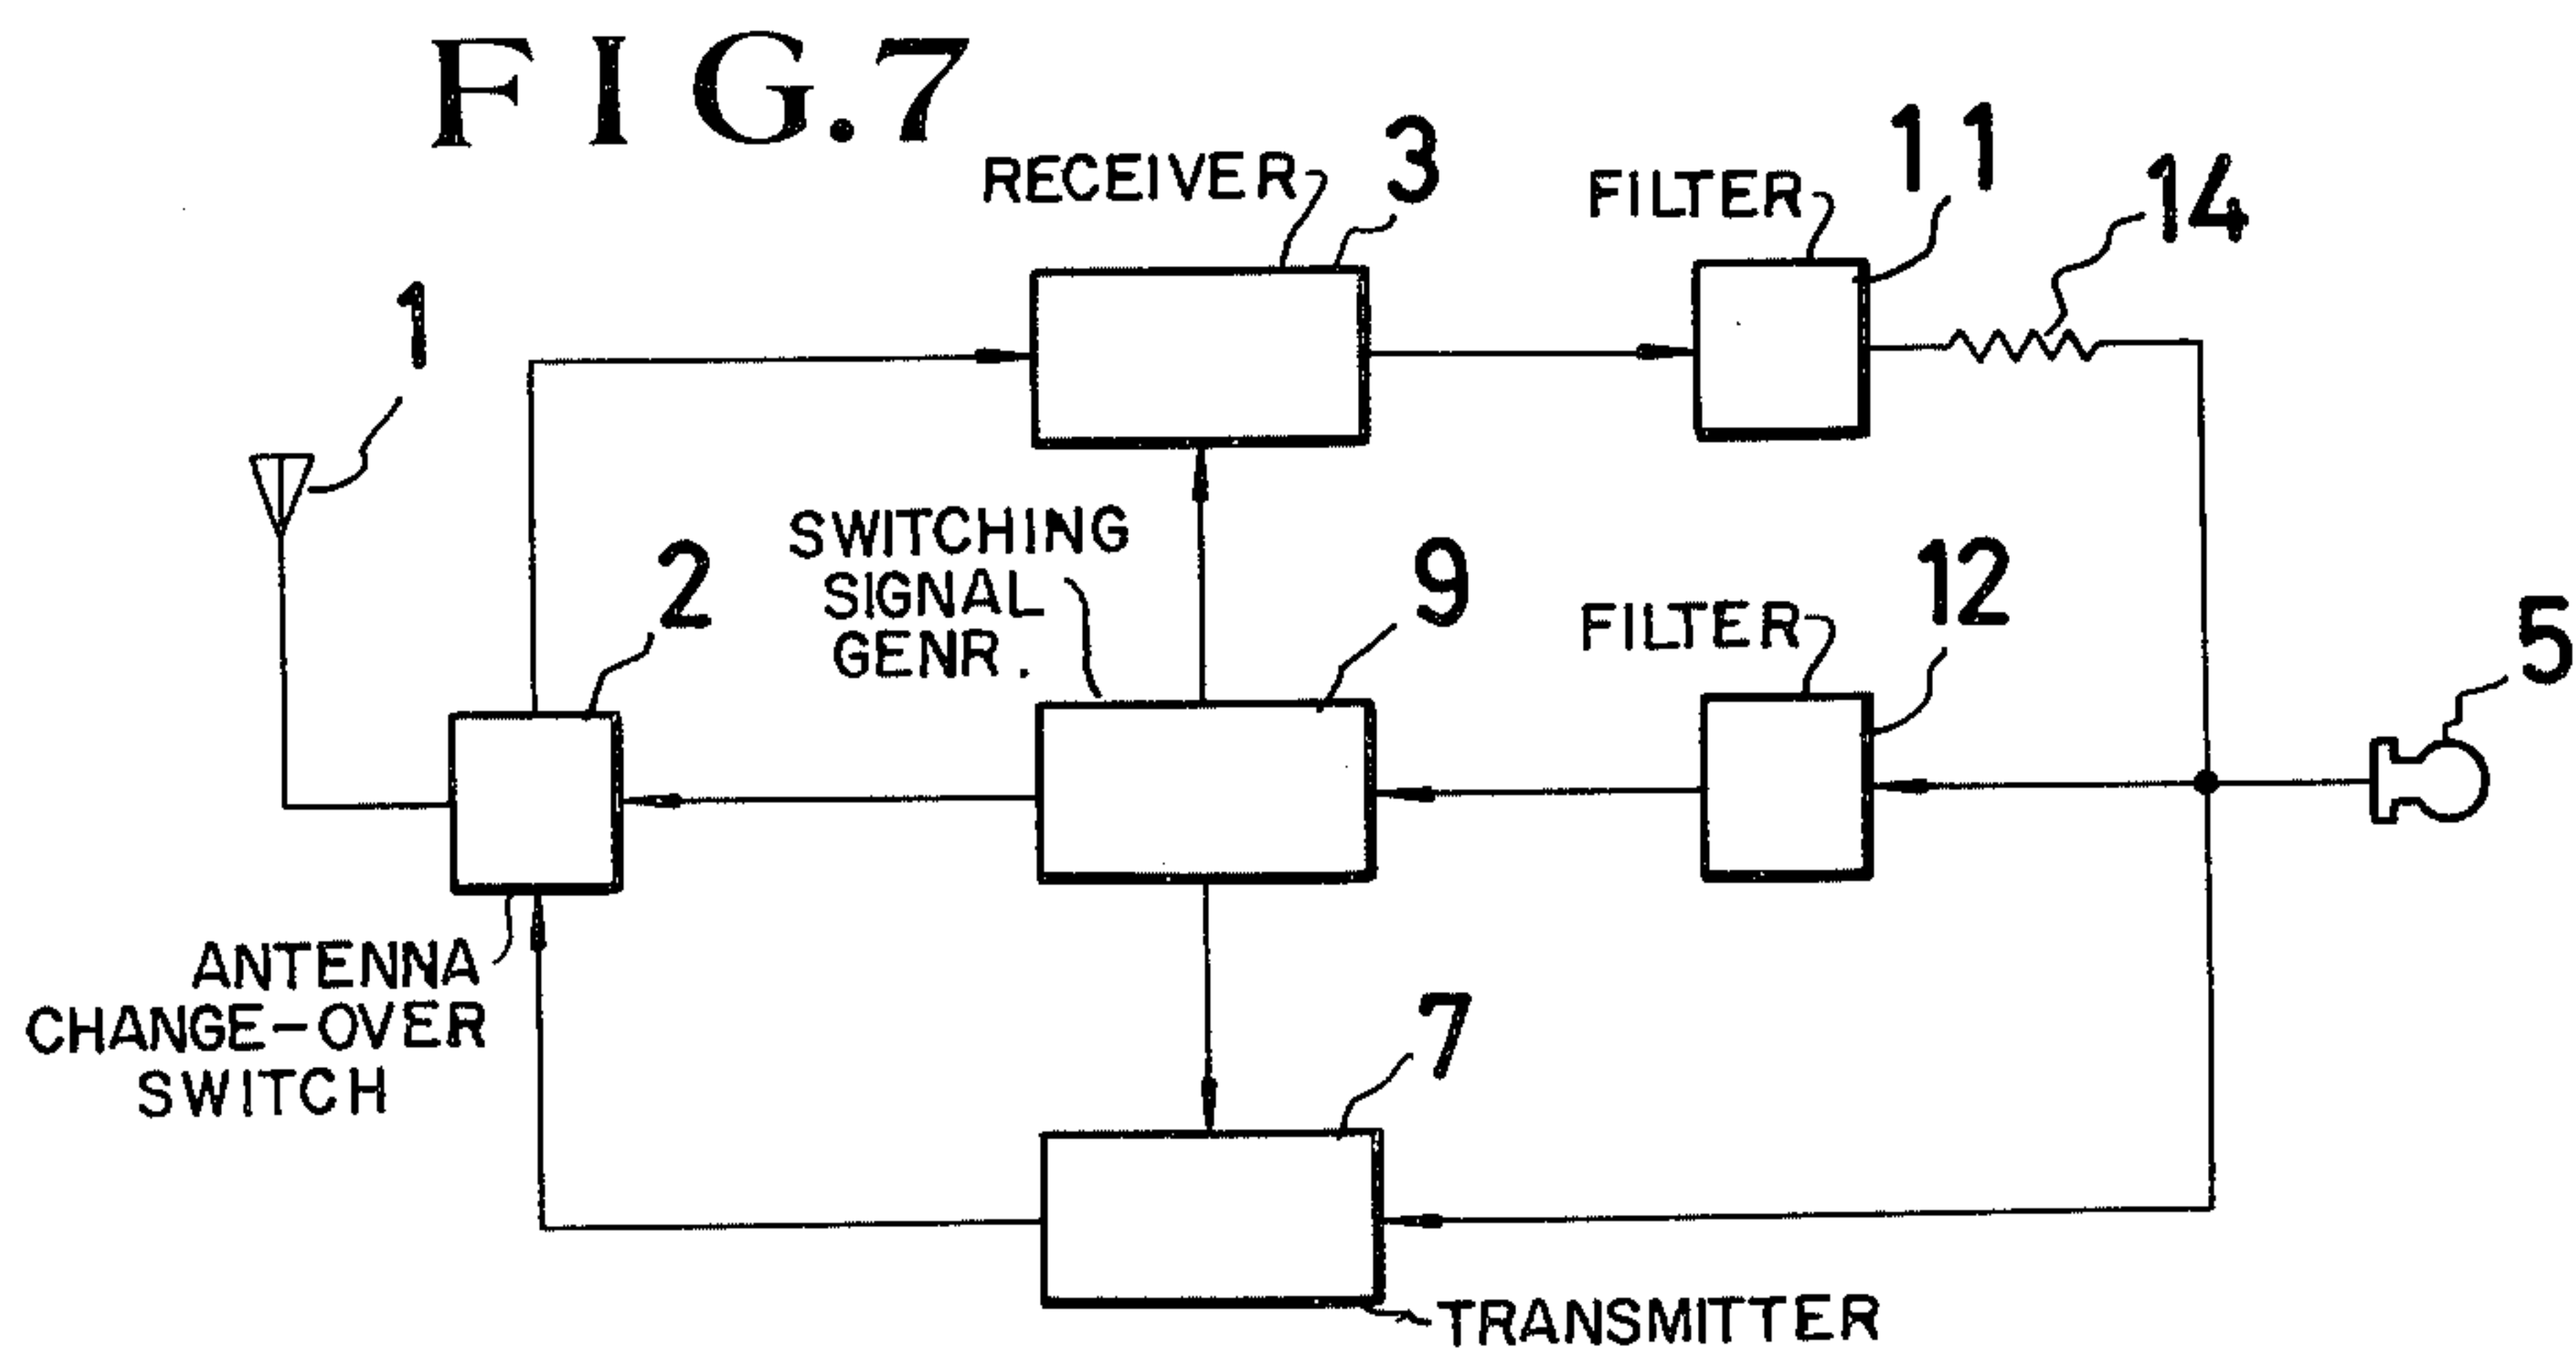 FIG.7
RECEIVER
3
FILTER
11
14
1
SWITCHING
SIGNAL
GENR.
2
9
FILTER
12
5
ANTENNA
CHANGE-OVER
SWITCH
7
TRANSMITTER